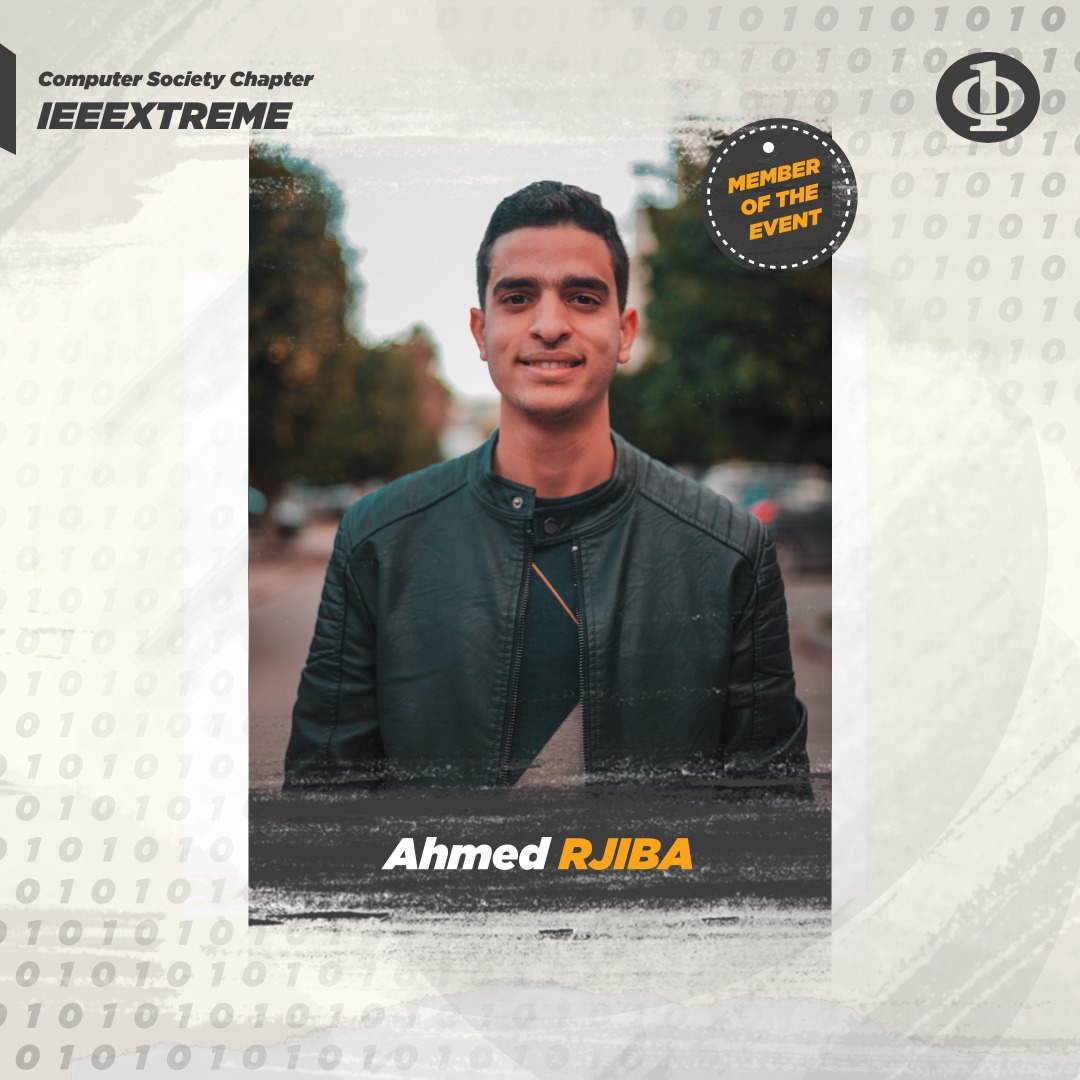 Computer Society Chapter
IEEEXTREME
MEMBER
OF THE
EVENT
Ahmed RJIBA